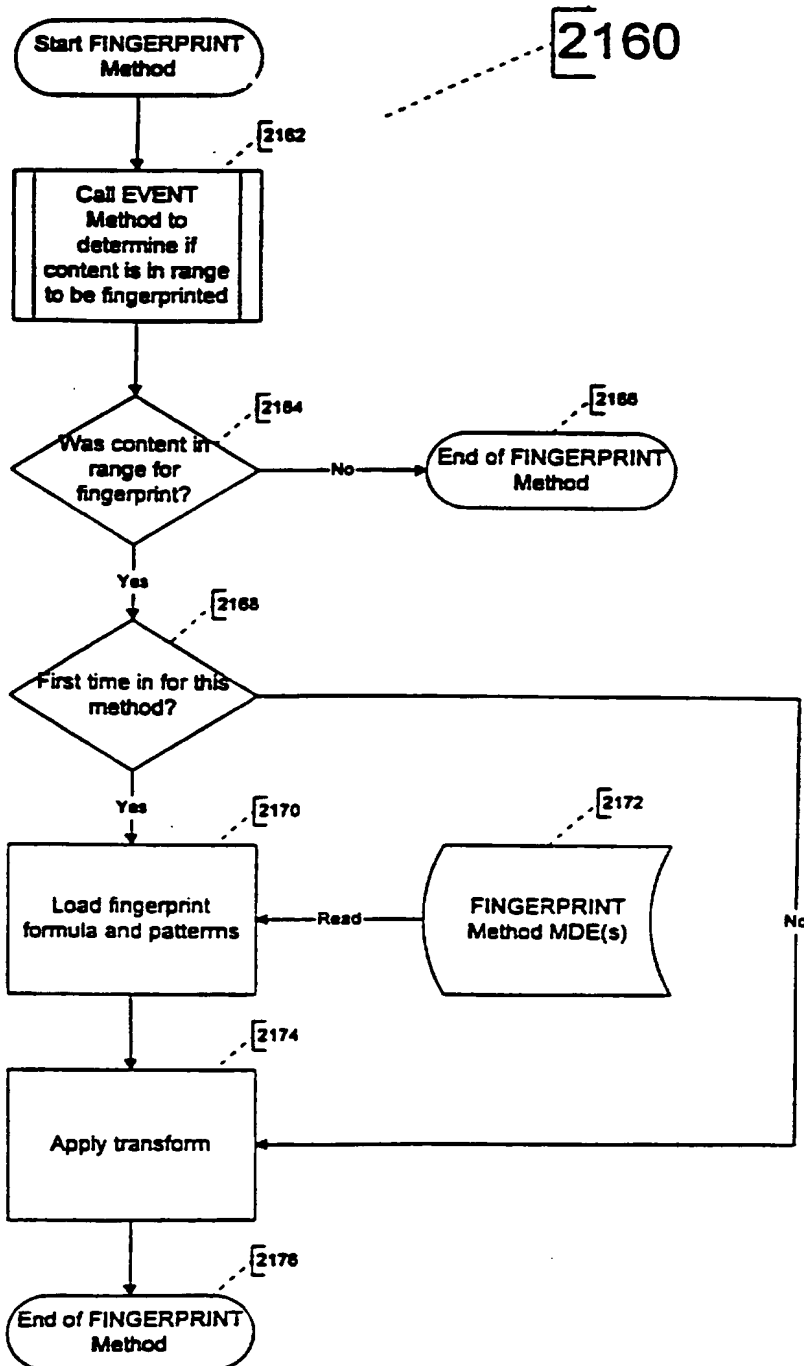 Start FINGERPRINT
Method
2160
2162
Call EVENT
Method to
determine if
content is in range
to be fingerprinted
2164
Was content in
range for
fingerprint?
No
2166
End of FINGERPRINT
Method
Yes
2168
First time in for this
method?
Yes
2170
Load fingerprint
formula and patterns
Read
2172
FINGERPRINT
Method MDE(s)
No
2174
Apply transform
2176
End of FINGERPRINT
Method